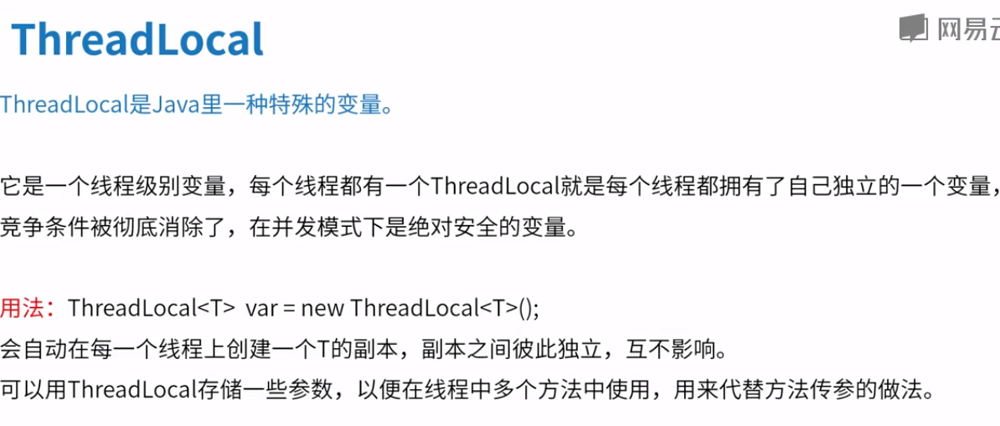 ThreadLocal
网易云
ThreadLocal是Java里一种特殊的变量。
它是一个线程级别变量，每个线程都有一个ThreadLocal就是每个线程都拥有了自己独立的一个变量，
竞争条件被彻底消除了，在并发模式下是绝对安全的变量。
用法：ThreadLocal<T> var = new ThreadLocal<T>();
会自动在每一个线程上创建一个T的副本，副本之间彼此独立，互不影响。
可以用ThreadLocal存储一些参数，以便在线程中多个方法中使用，用来代替方法传参的做法。